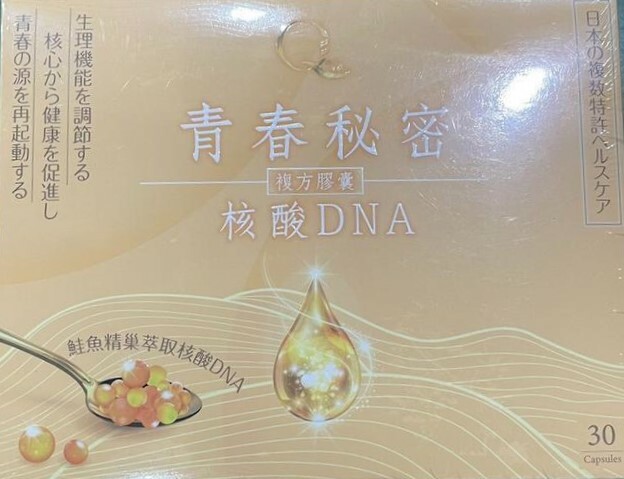 日本の複数特許ヘルスケア
生理機能を調節する
核心から健康を促進し
青春の源を再起動する
青春秘密
複方膠囊
核酸DNA
鮭魚精巢萃取核酸DNA
30
Capsules